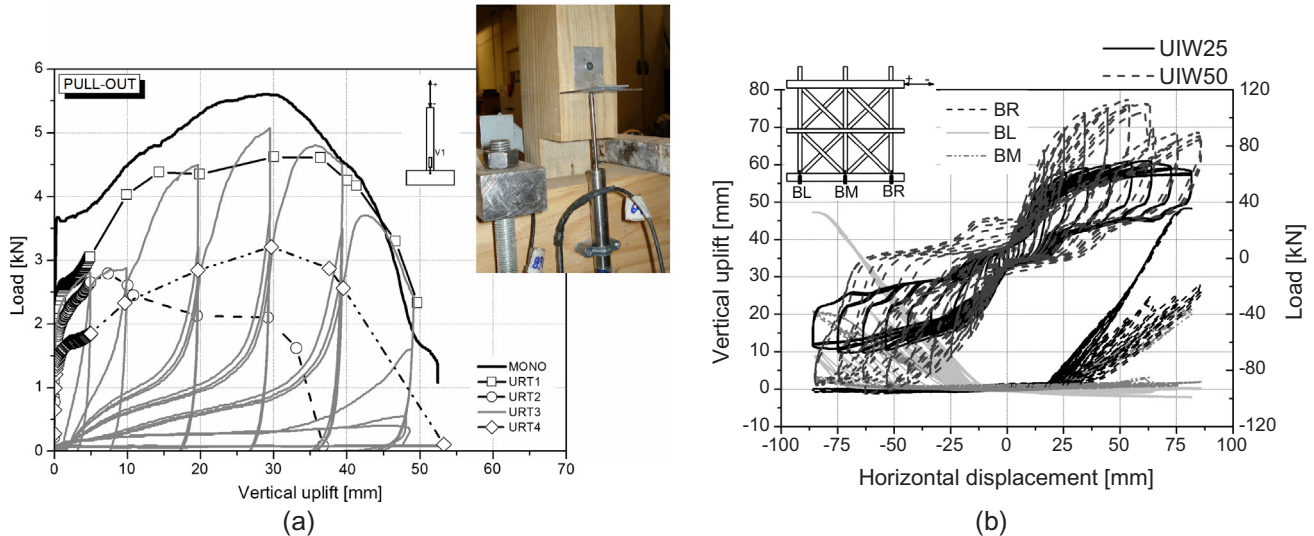 PULL-OUT
V1
+
-
6
5
4
3
2
1
0
Load [kN]
MONO
URT1
URT2
URT3
URT4
0 10 20 30 40 50 60 70
Vertical uplift [mm]
(a)
UIW25
UIW50
BR
BL
BM
+ -
BL BM BR
80
70
60
50
40
30
20
10
0
-10
Vertical uplift [mm]
120
80
40
0
-40
-80
-120
Load [kN]
-100 -75 -50 -25 0 25 50 75 100
Horizontal displacement [mm]
(b)